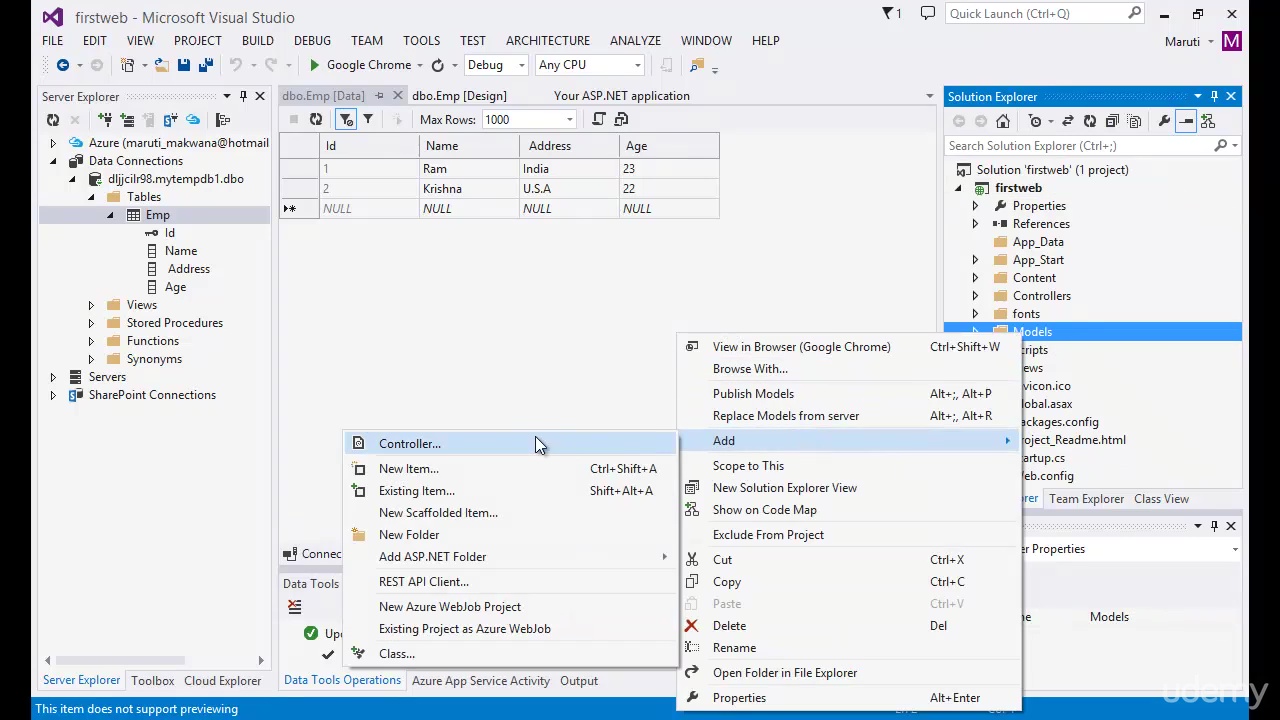 firstweb - Microsoft Visual Studio
1
Quick Launch (Ctrl+Q)
FILE EDIT VIEW PROJECT BUILD DEBUG TEAM TOOLS TEST ARCHITECTURE ANALYZE WINDOW HELP
Maruti M
Google Chrome Debug Any CPU
Server Explorer
Azure (maruti_makwana@hotmail
Data Connections
dljjcilr98.mytempdb1.dbo
Tables
Emp
Id
Name
Address
Age
Views
Stored Procedures
Functions
Synonyms
Servers
SharePoint Connections
Server Explorer Toolbox Cloud Explorer
dbo.Emp [Data] dbo.Emp [Design] Your ASP.NET application
Max Rows: 1000
Id Name Address Age
1 Ram India 23
2 Krishna U.S.A 22
NULL NULL NULL NULL
Connec
Data Tools
Upd
Data Tools Operations Azure App Service Activity Output
Controller...
New Item... Ctrl+Shift+A
Existing Item... Shift+Alt+A
New Scaffolded Item...
New Folder
Add ASP.NET Folder
REST API Client...
New Azure WebJob Project
Existing Project as Azure WebJob
Class...
View in Browser (Google Chrome) Ctrl+Shift+W
Browse With...
Publish Models Alt+;, Alt+P
Replace Models from server Alt+;, Alt+R
Add
Scope to This
New Solution Explorer View
Show on Code Map
Exclude From Project
Cut Ctrl+X
Copy Ctrl+C
Paste Ctrl+V
Delete Del
Rename
Open Folder in File Explorer
Properties Alt+Enter
Solution Explorer
Search Solution Explorer (Ctrl+;)
Solution 'firstweb' (1 project)
firstweb
Properties
References
App_Data
App_Start
Content
Controllers
fonts
Models
cripts
ews
avicon.ico
lobal.asax
ackages.config
roject_Readme.html
tartup.cs
Veb.config
rer Team Explorer Class View
er Properties
me Models
This item does not support previewing
udemy